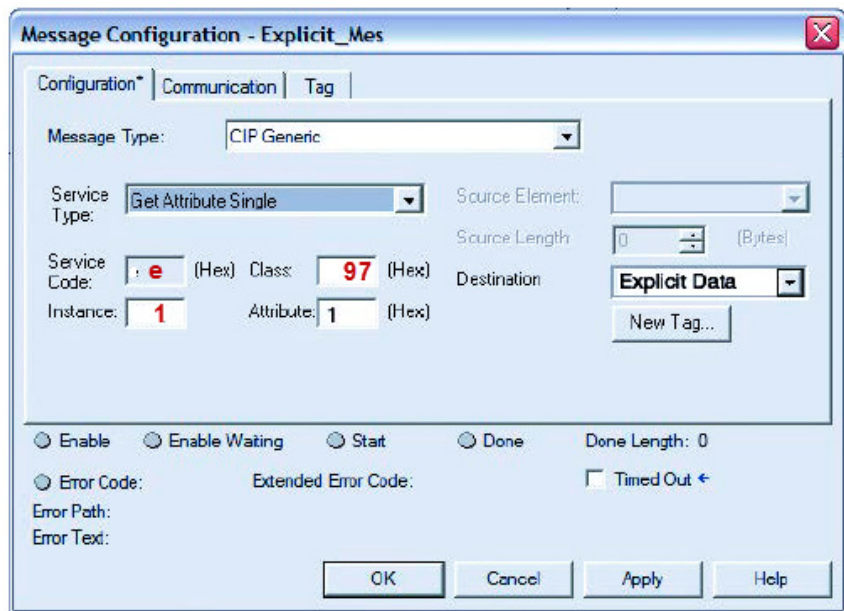 Message Configuration - Explicit_Mes
Configuration* Communication Tag
Message Type: CIP Generic
Service Type: Get Attribute Single
Source Element:
Source Length 0 (Bytes)
Service Code: e (Hex) Class: 97 (Hex)
Destination Explicit Data
Instance: 1 Attribute: 1 (Hex)
New Tag...
Enable Enable Waiting Start Done Done Length: 0
Error Code: Extended Error Code: Timed Out ←
Error Path:
Error Text:
OK Cancel Apply Help